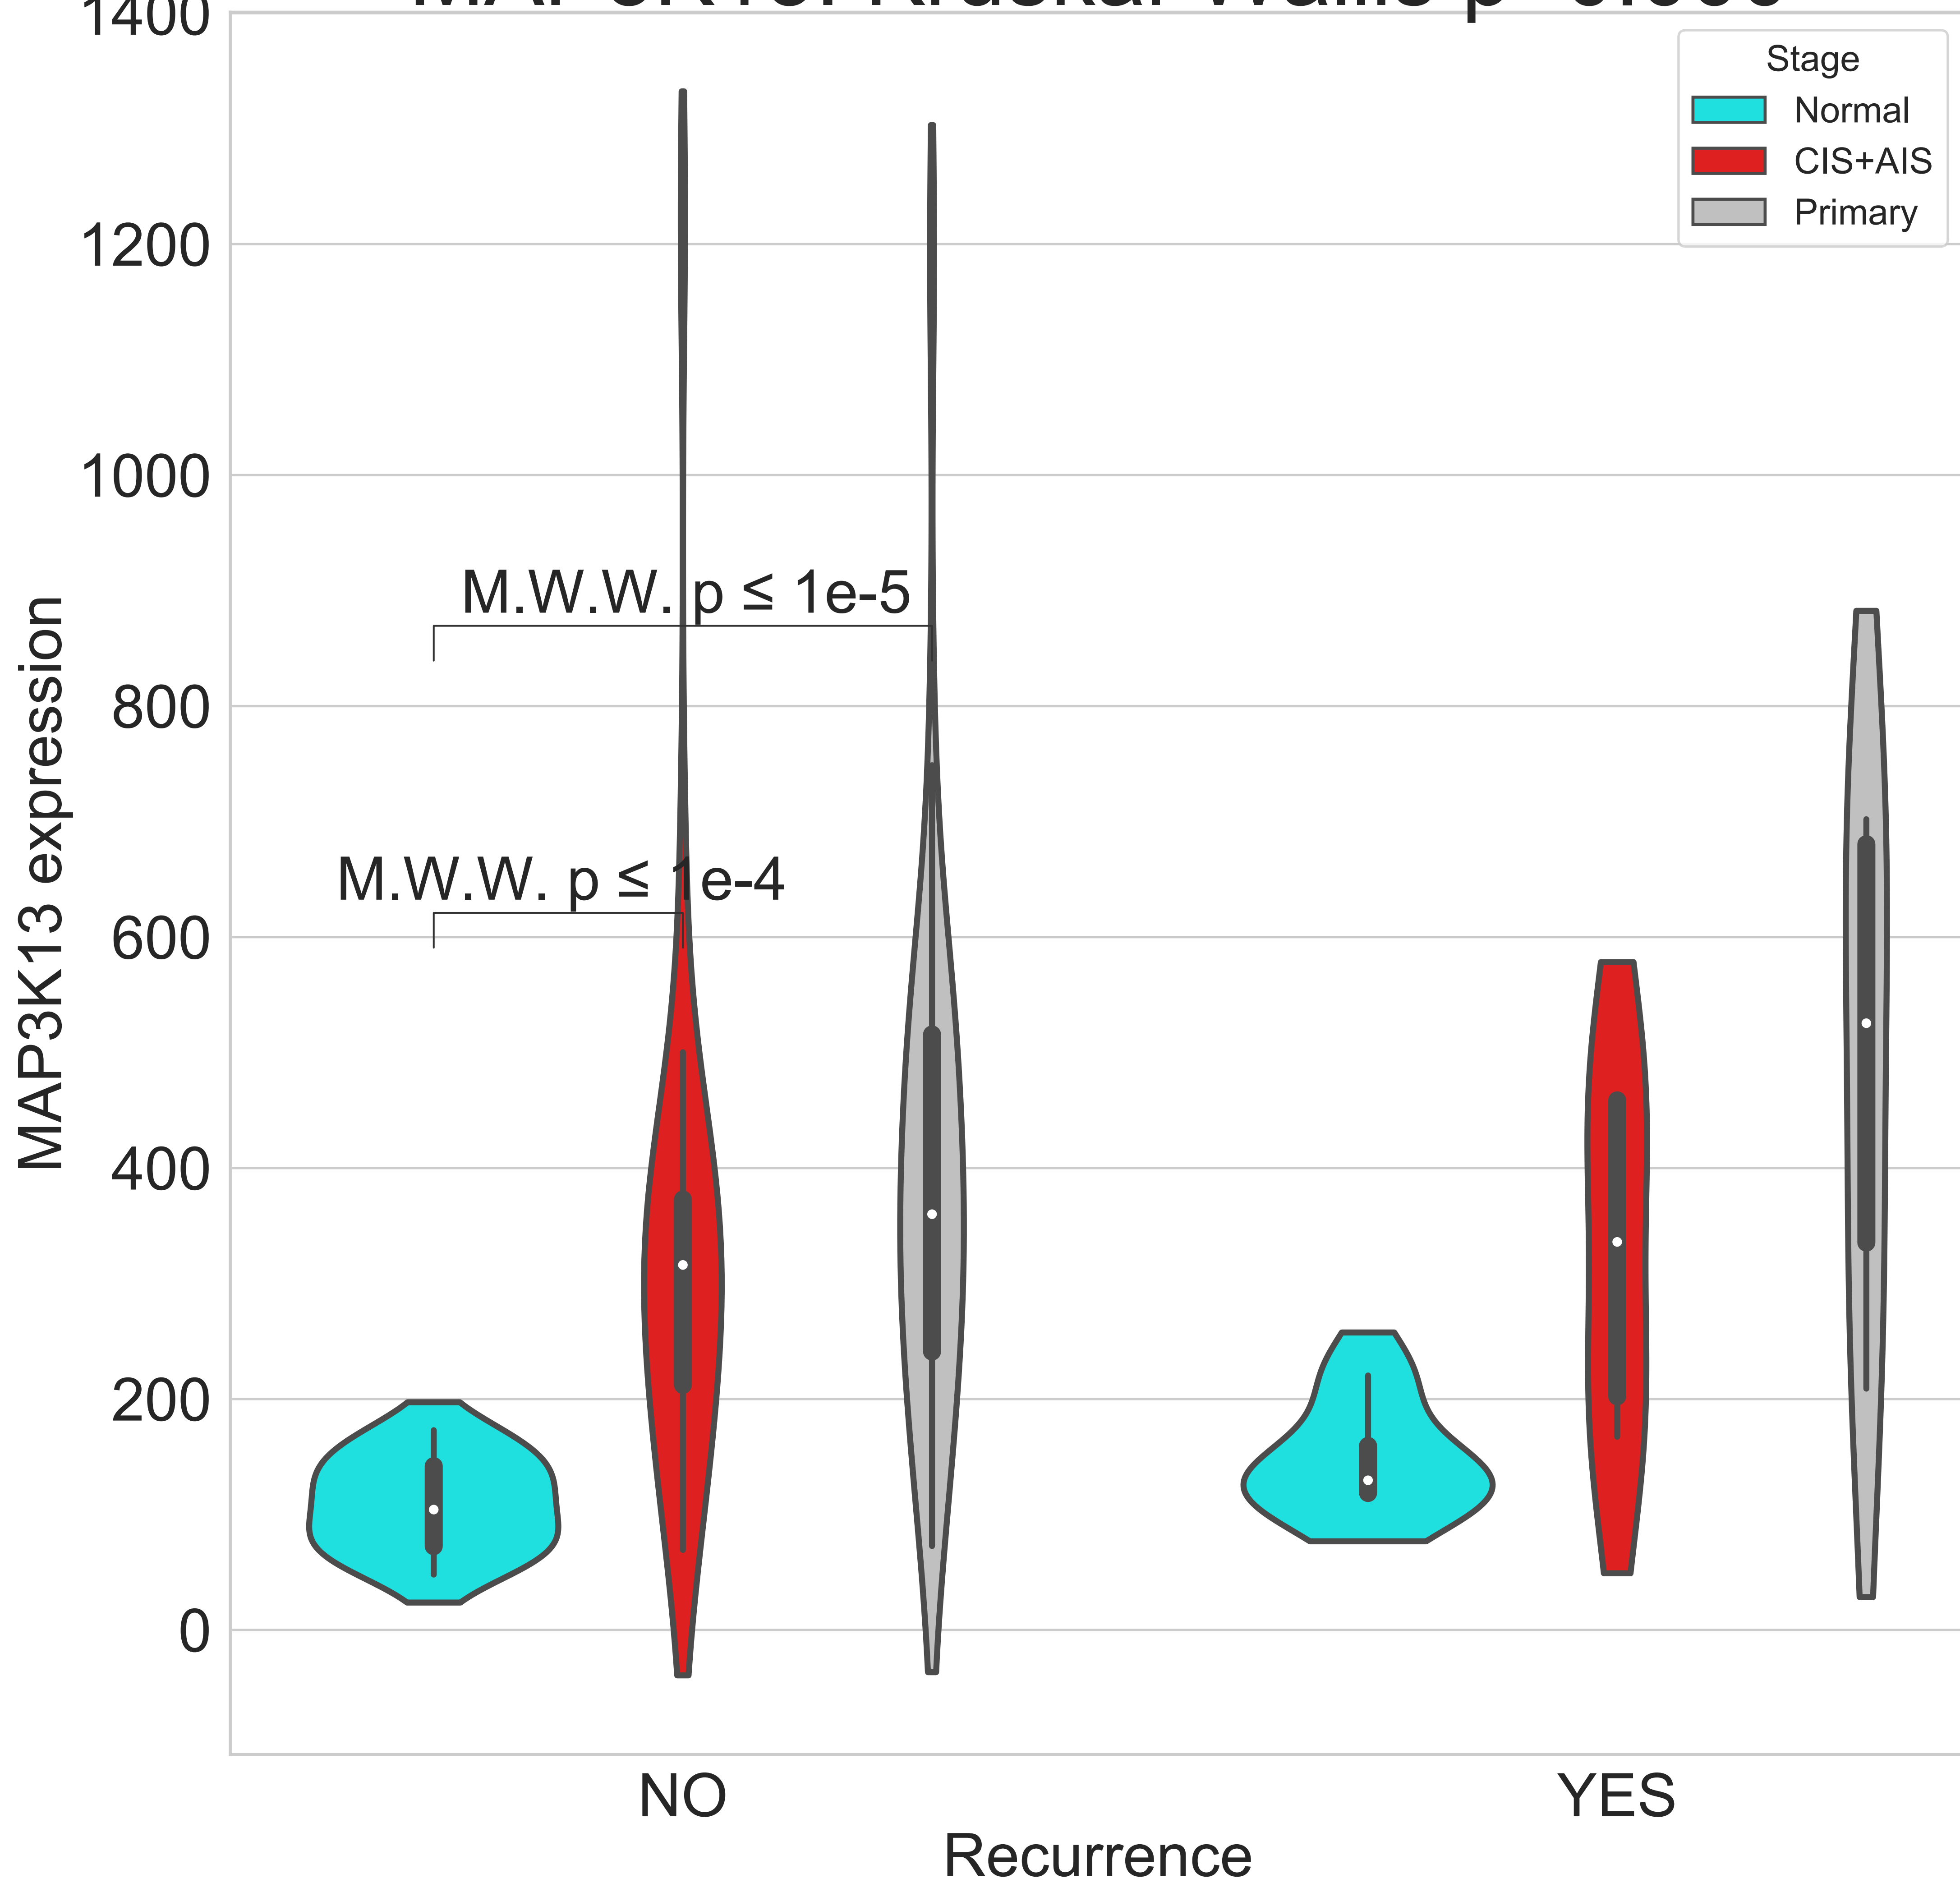 1400
Stage
Normal
CIS+AIS
Primary
1200
1000
M.W.W. p ≤ 1e-5
800
M.W.W. p ≤ 1e-4
600
400
200
0
MAP3K13 expression
NO
YES
Recurrence